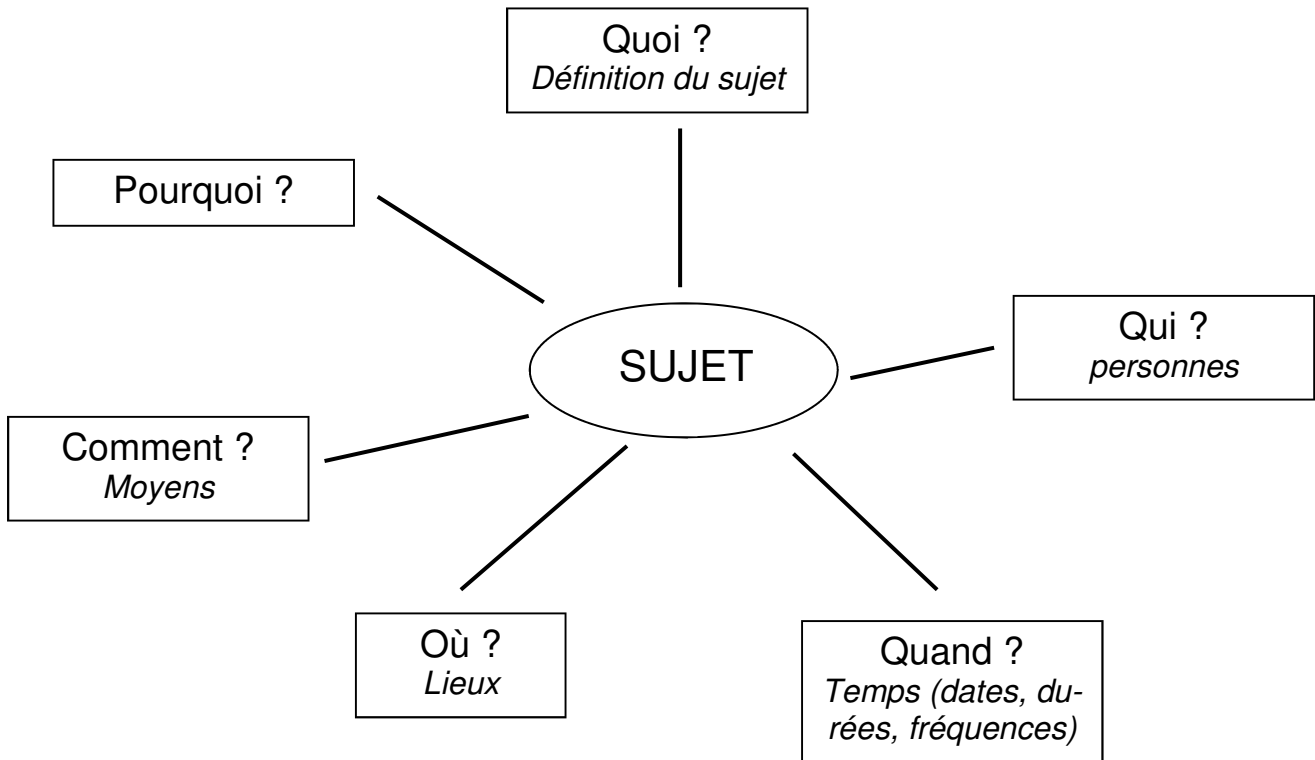 Quoi ?
Définition du sujet
Pourquoi ?
Qui ?
personnes
SUJET
Comment ?
Moyens
Où ?
Lieux
Quand ?
Temps (dates, du-
rées, fréquences)